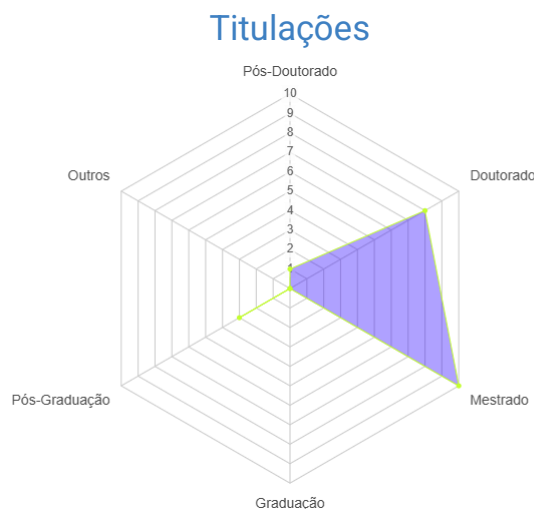 Titulações
Pós-Doutorado
10
9
8
7
6
5
4
3
2
1
Outros
Doutorado
Pós-Graduação
Mestrado
Graduação